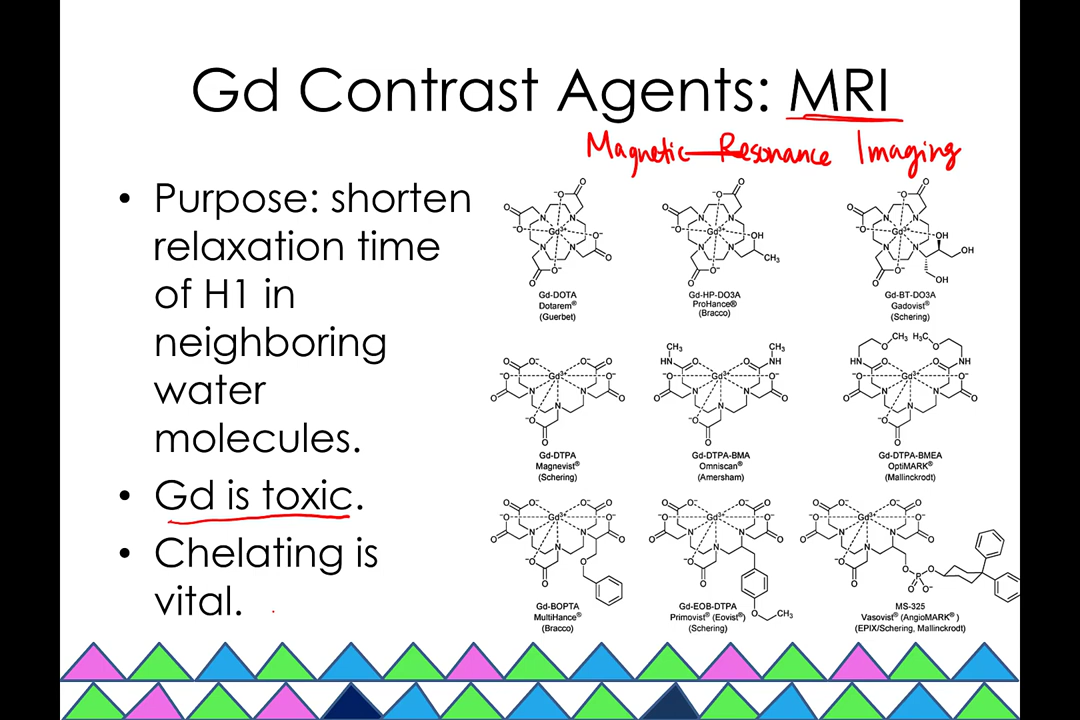 Gd Contrast Agents: MRI
Magnetic Resonance Imaging
• Purpose: shorten
relaxation time
of H1 in
neighboring
water
molecules.
• Gd is toxic.
• Chelating is
vital.
Gd-DOTA
Dotarem®
(Guerbet)
Gd-HP-DO3A
ProHance®
(Bracco)
Gd-BT-DO3A
Gadovist®
(Schering)
Gd-DTPA
Magnevist®
(Schering)
Gd-DTPA-BMA
Omniscan®
(Amersham)
Gd-DTPA-BMEA
OptiMARK®
(Mallinckrodt)
Gd-BOPTA
MultiHance®
(Bracco)
Gd-EOB-DTPA
Primovist® (Eovist®)
(Schering)
MS-325
Vasovist® (AngioMARK®)
(EPIX/Schering, Mallinckrodt)